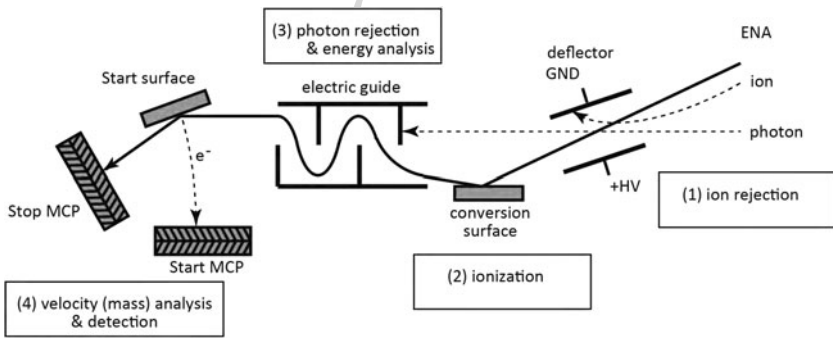 (3) photon rejection
& energy analysis
ENA
deflector
GND
Start surface
electric guide
ion
photon
e-
Stop MCP
+HV
(1) ion rejection
conversion
surface
Start MCP
(2) ionization
(4) velocity (mass) analysis
& detection